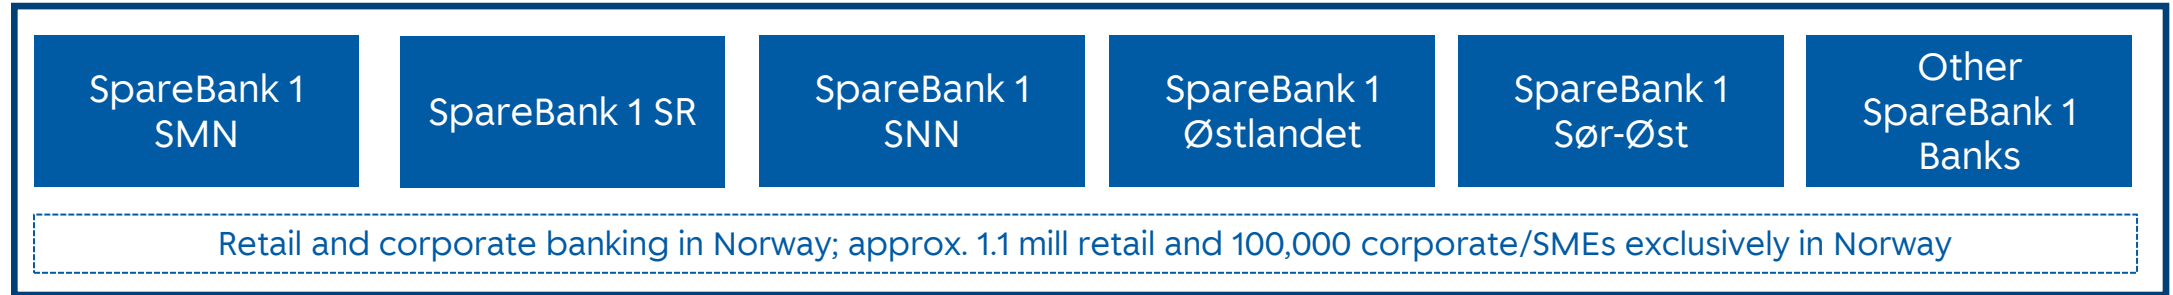 SpareBank 1
SMN
SpareBank 1 SR
SpareBank 1
SNN
SpareBank 1
Østlandet
SpareBank 1
Sør-Øst
Other
SpareBank 1
Banks
Retail and corporate banking in Norway; approx. 1.1 mill retail and 100,000 corporate/SMEs exclusively in Norway